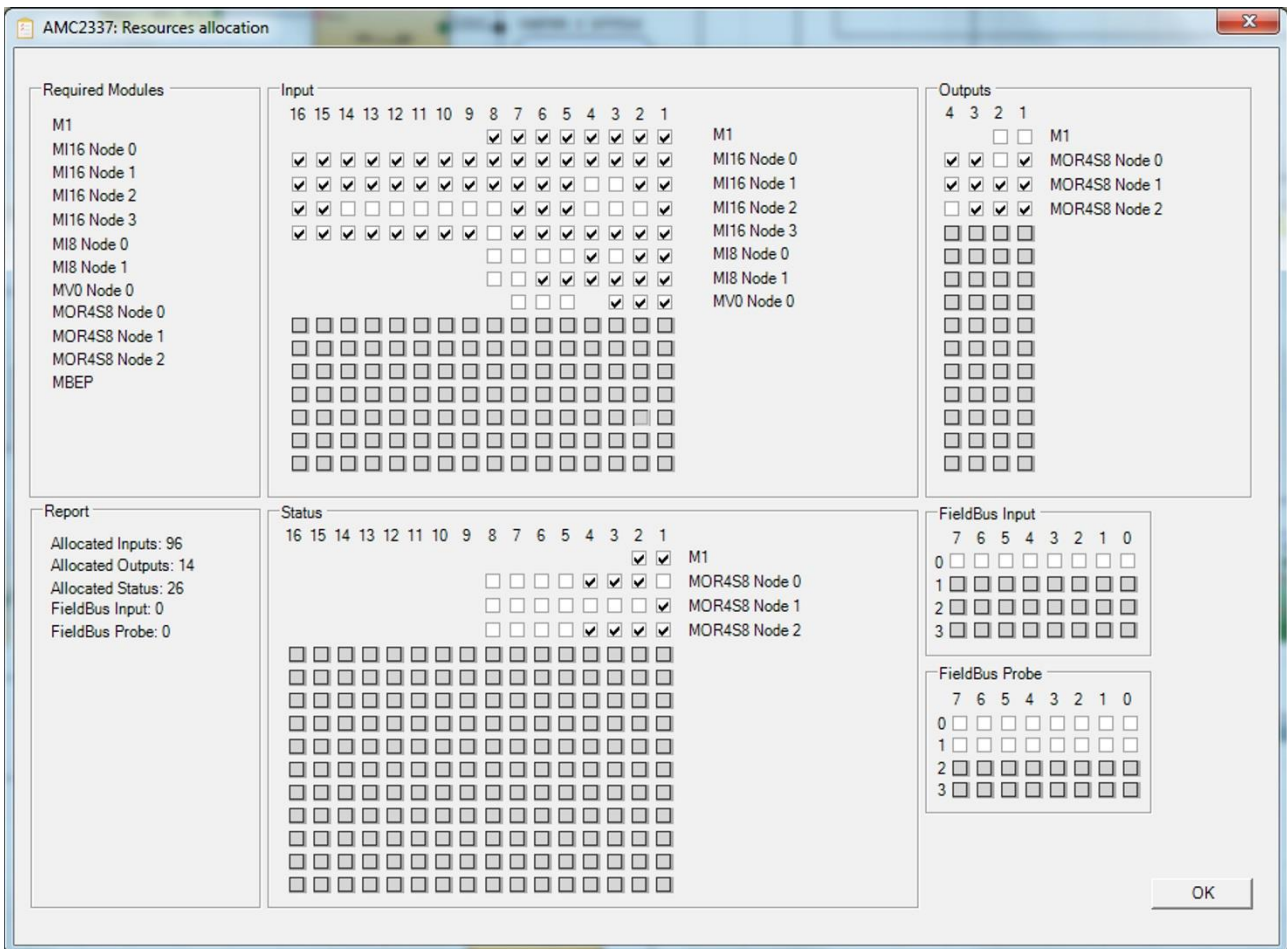 AMC2337: Resources allocation
Required Modules
M1
MI16 Node 0
MI16 Node 1
MI16 Node 2
MI16 Node 3
MI8 Node 0
MI8 Node 1
MV0 Node 0
MOR4S8 Node 0
MOR4S8 Node 1
MOR4S8 Node 2
MBEP
Input
16 15 14 13 12 11 10 9 8 7 6 5 4 3 2 1
M1
MI16 Node 0
MI16 Node 1
MI16 Node 2
MI16 Node 3
MI8 Node 0
MI8 Node 1
MV0 Node 0
Outputs
4 3 2 1
M1
MOR4S8 Node 0
MOR4S8 Node 1
MOR4S8 Node 2
Report
Allocated Inputs: 96
Allocated Outputs: 14
Allocated Status: 26
FieldBus Input: 0
FieldBus Probe: 0
Status
16 15 14 13 12 11 10 9 8 7 6 5 4 3 2 1
M1
MOR4S8 Node 0
MOR4S8 Node 1
MOR4S8 Node 2
FieldBus Input
7 6 5 4 3 2 1 0
0
1
2
3
FieldBus Probe
7 6 5 4 3 2 1 0
0
1
2
3
OK